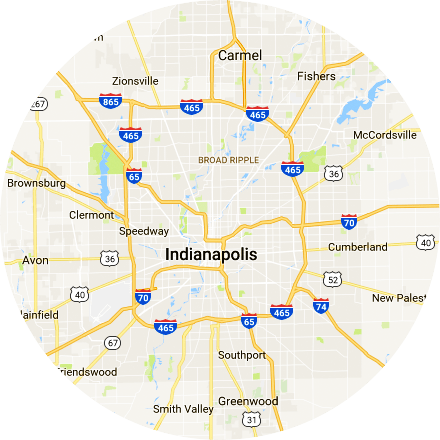 Carmel
Zionsville
Fishers
865
465
267
465
465
McCordsville
BROAD RIPPLE
465
36
65
Brownsburg
Clermont
70
Speedway
40
Cumberland
Indianapolis
Avon
36
52
40
70
New Pales
74
465
ainfield
65
465
67
Southport
riendswood
Greenwood
Smith Valley
31